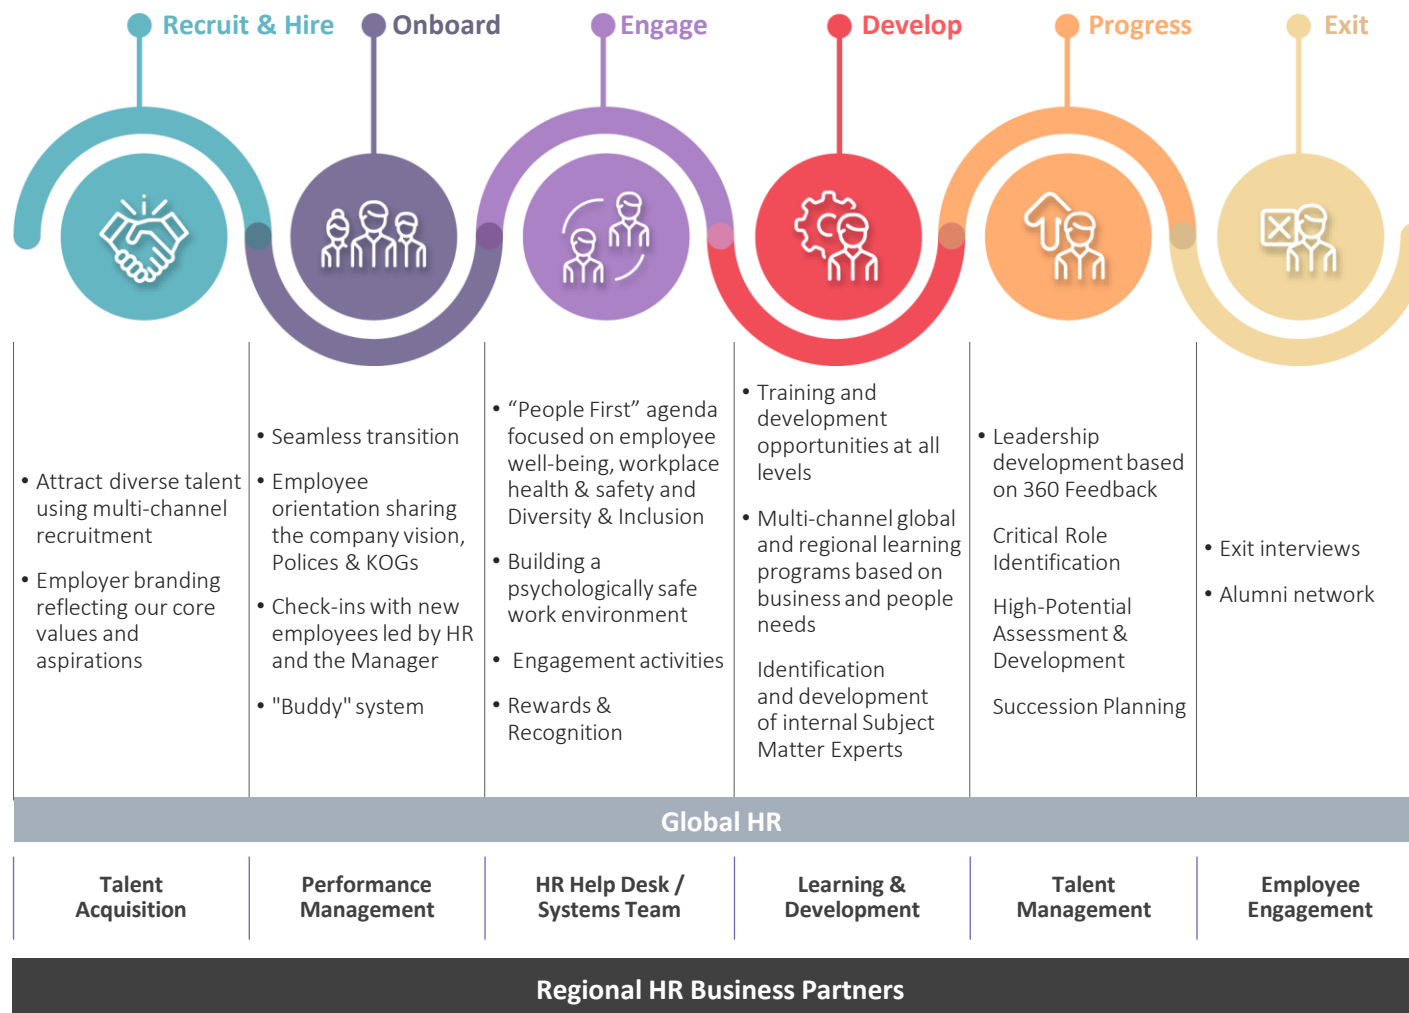 Recruit & Hire
Onboard
Engage
Develop
Progress
Exit
• Attract diverse talent
using multi-channel
recruitment
• Employer branding
reflecting our core
values and
aspirations
• Seamless transition
• Employee
orientation sharing
the company vision,
Polices & KOGs
• Check-ins with new
employees led by HR
and the Manager
• "Buddy" system
• “People First” agenda
focused on employee
well-being, workplace
health & safety and
Diversity & Inclusion
• Building a
psychologically safe
work environment
• Engagement activities
• Rewards &
Recognition
• Training and
development
opportunities at all
levels
• Multi-channel global
and regional learning
programs based on
business and people
needs
Identification
and development
of internal Subject
Matter Experts
• Leadership
development based
on 360 Feedback
Critical Role
Identification
High-Potential
Assessment &
Development
Succession Planning
• Exit interviews
• Alumni network
Global HR
Talent
Acquisition
Performance
Management
HR Help Desk /
Systems Team
Learning &
Development
Talent
Management
Employee
Engagement
Regional HR Business Partners